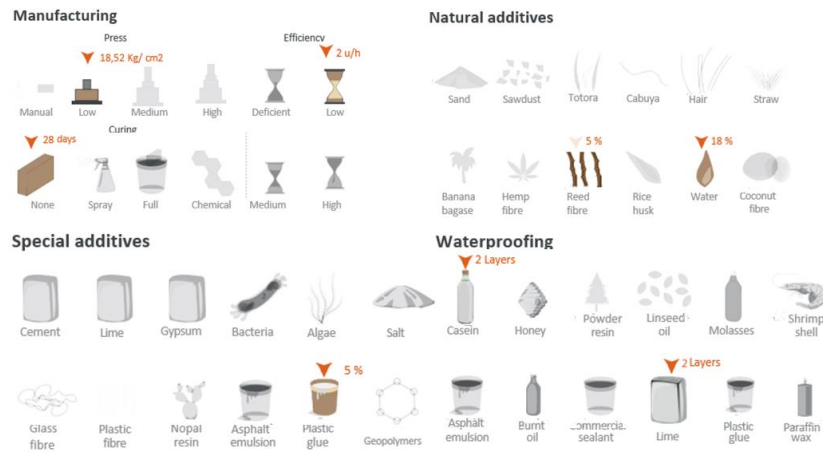 Manufacturing
Press
Efficiency
18,52 Kg/ cm2
2 u/h
Manual
Low
Medium
High
Deficient
Low
Curing
28 days
None
Spray
Full
Chemical
Medium
High
Natural additives
Sand
Sawdust
Totora
Cabuya
Hair
Straw
5 %
18 %
Banana
bagase
Hemp
fibre
Reed
fibre
Rice
husk
Water
Coconut
fibre
Special additives
Cement
Lime
Gypsum
Bacteria
Algae
Salt
5 %
Glass
fibre
Plastic
fibre
Nopal
resin
Asphalt
emulsion
Plastic
glue
Geopolymers
Waterproofing
2 Layers
Casein
Honey
Powder
resin
Linseed
oil
Molasses
Shrimp
shell
2 Layers
Asphalt
emulsion
Burnt
oil
Commercial
sealant
Lime
Plastic
glue
Paraffin
wax